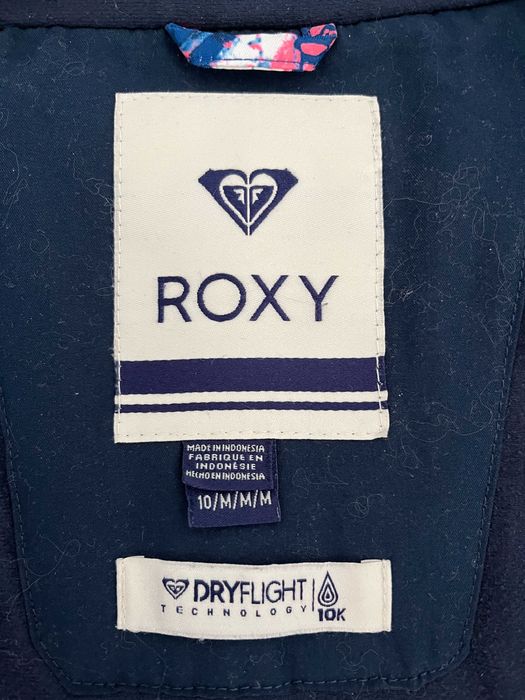 ROXY
MADE IN INDONESIA
FABRIQUE EN
INDONÉSIE
HECHO EN INDONESIA
10/M/M/M
DRYFLIGHT
TECHNOLOGY
10K